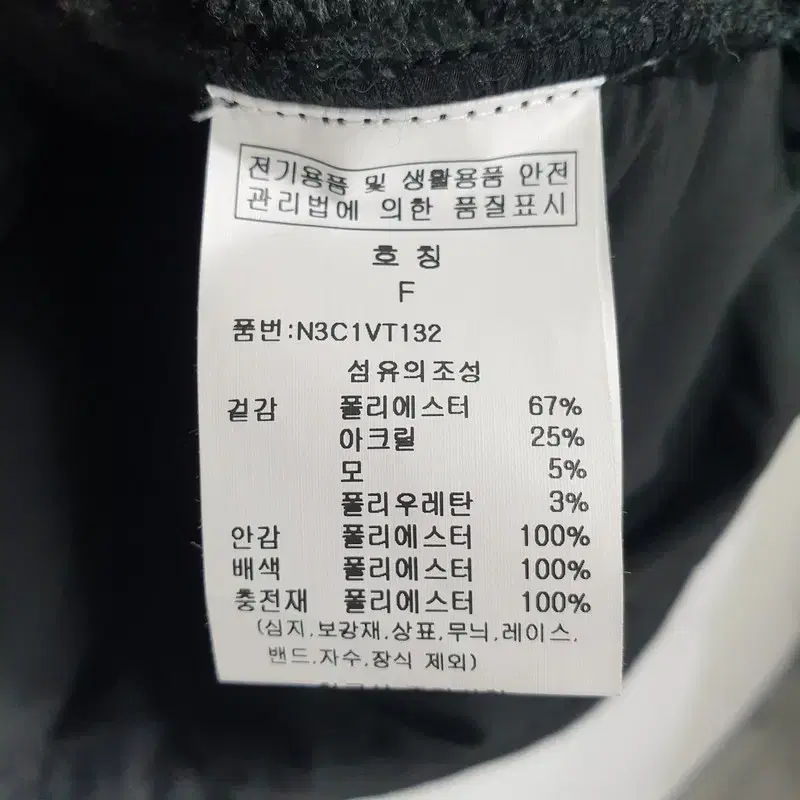 전기용품 및 생활용품 안전
관리법에 의한 품질표시
호 칭
F
품번:N3C1VT132
섬유의조성
겉감 폴리에스터 67%
아크릴 25%
모 5%
폴리우레탄 3%
안감 폴리에스터 100%
배색 폴리에스터 100%
충전재 폴리에스터 100%
(심지,보강재,상표,무늬,레이스,
밴드,자수,장식 제외)